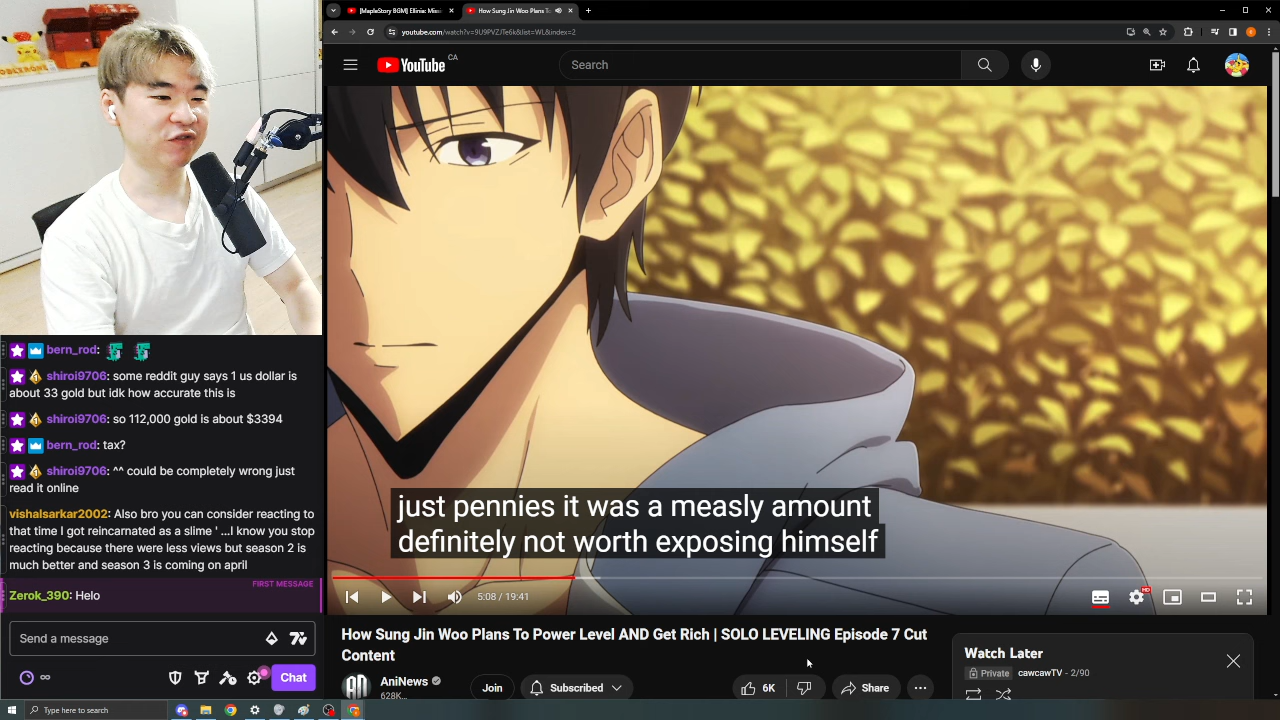 [MapleStory BGM] Ellinia: Missi
How Sung Jin Woo Plans To
youtube.com/watch?v=9U9PVZJTe6k&list=WL&index=2
YouTube CA
Search
just pennies it was a measly amount
definitely not worth exposing himself
5:08 / 19:41
HD
How Sung Jin Woo Plans To Power Level AND Get Rich | SOLO LEVELING Episode 7 Cut
Content
AniNews
628K...
Join
Subscribed
6K
Share
Watch Later
Private cawcawTV - 2/90
bern_rod:
shiroi9706: some reddit guy says 1 us dollar is
about 33 gold but idk how accurate this is
shiroi9706: so 112,000 gold is about $3394
bern_rod: tax?
shiroi9706: ^^ could be completely wrong just
read it online
vishalsarkar2002: Also bro you can consider reacting to
that time I got reincarnated as a slime ' ...I know you stop
reacting because there were less views but season 2 is
much better and season 3 is coming on april
FIRST MESSAGE
Zerok_390: Helo
Send a message
Chat
Type here to search